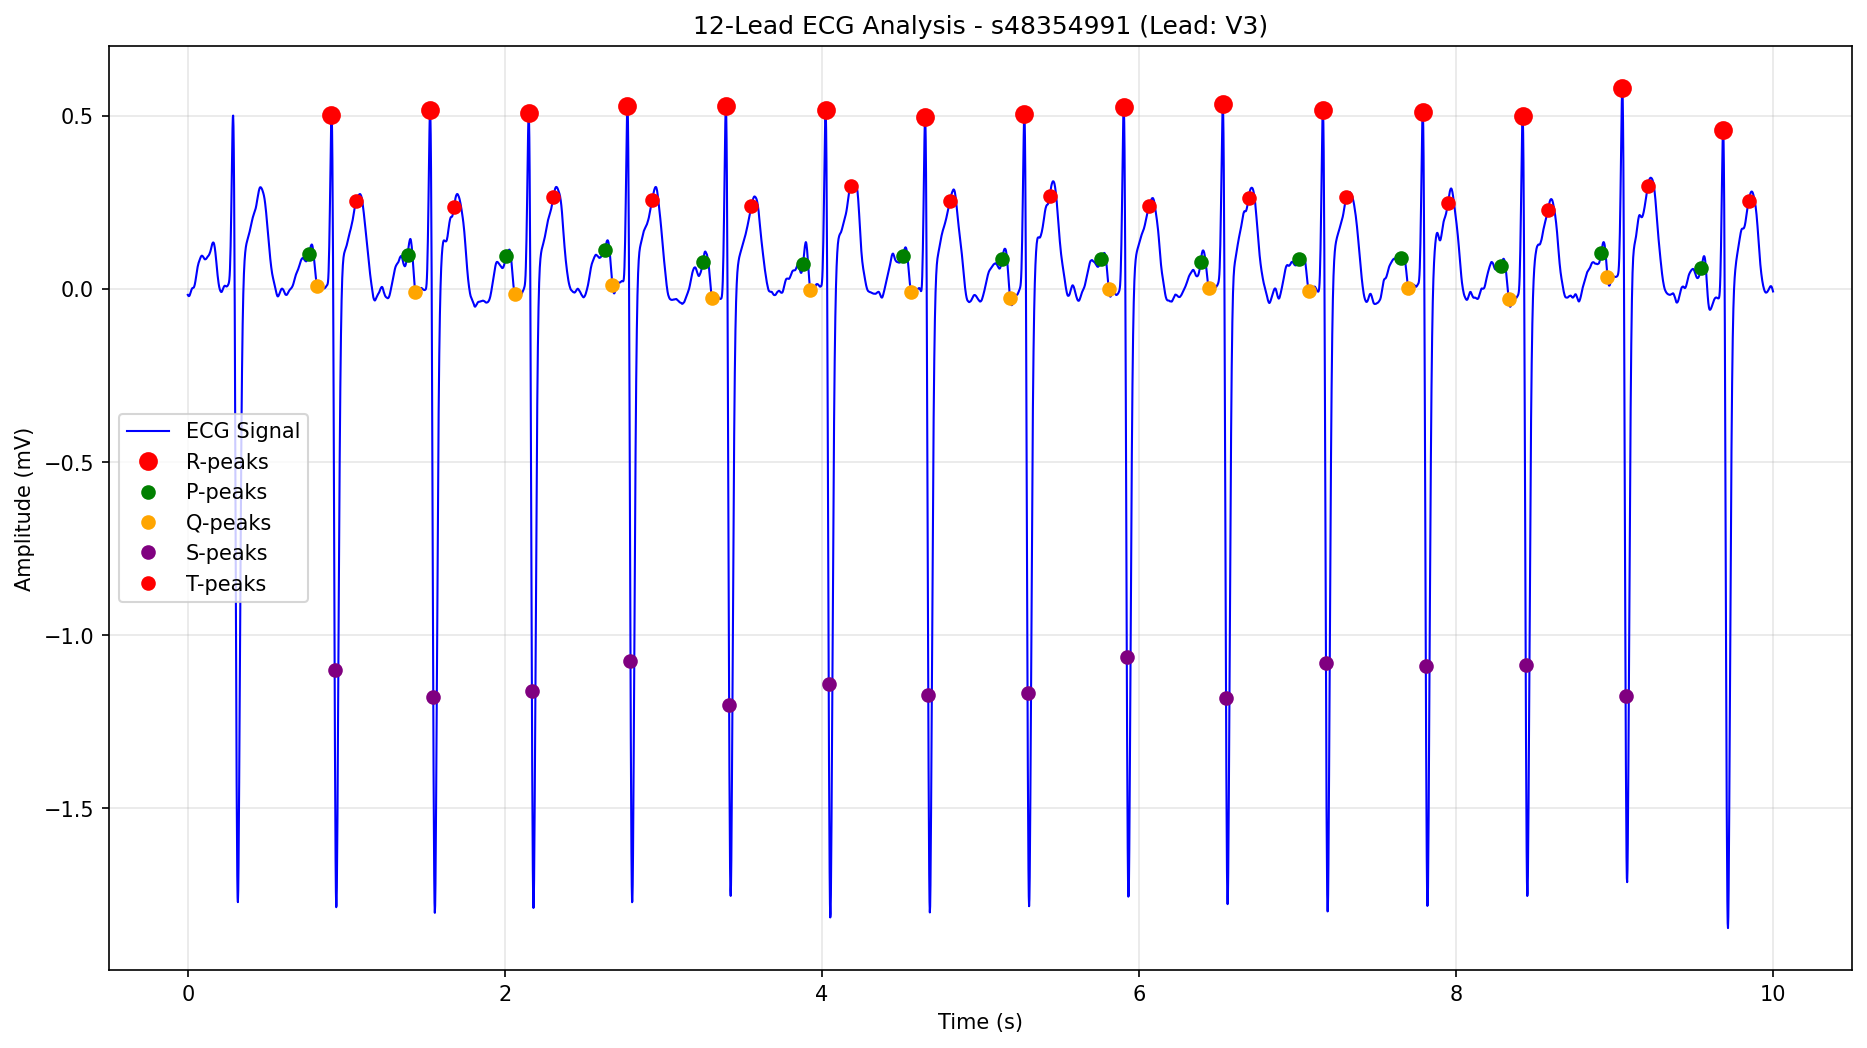 12-Lead ECG Analysis - s48354991 (Lead: V3)
Amplitude (mV)
0.5
0.0
−0.5
−1.0
−1.5
ECG Signal
R-peaks
P-peaks
Q-peaks
S-peaks
T-peaks
0 2 4 6 8 10
Time (s)